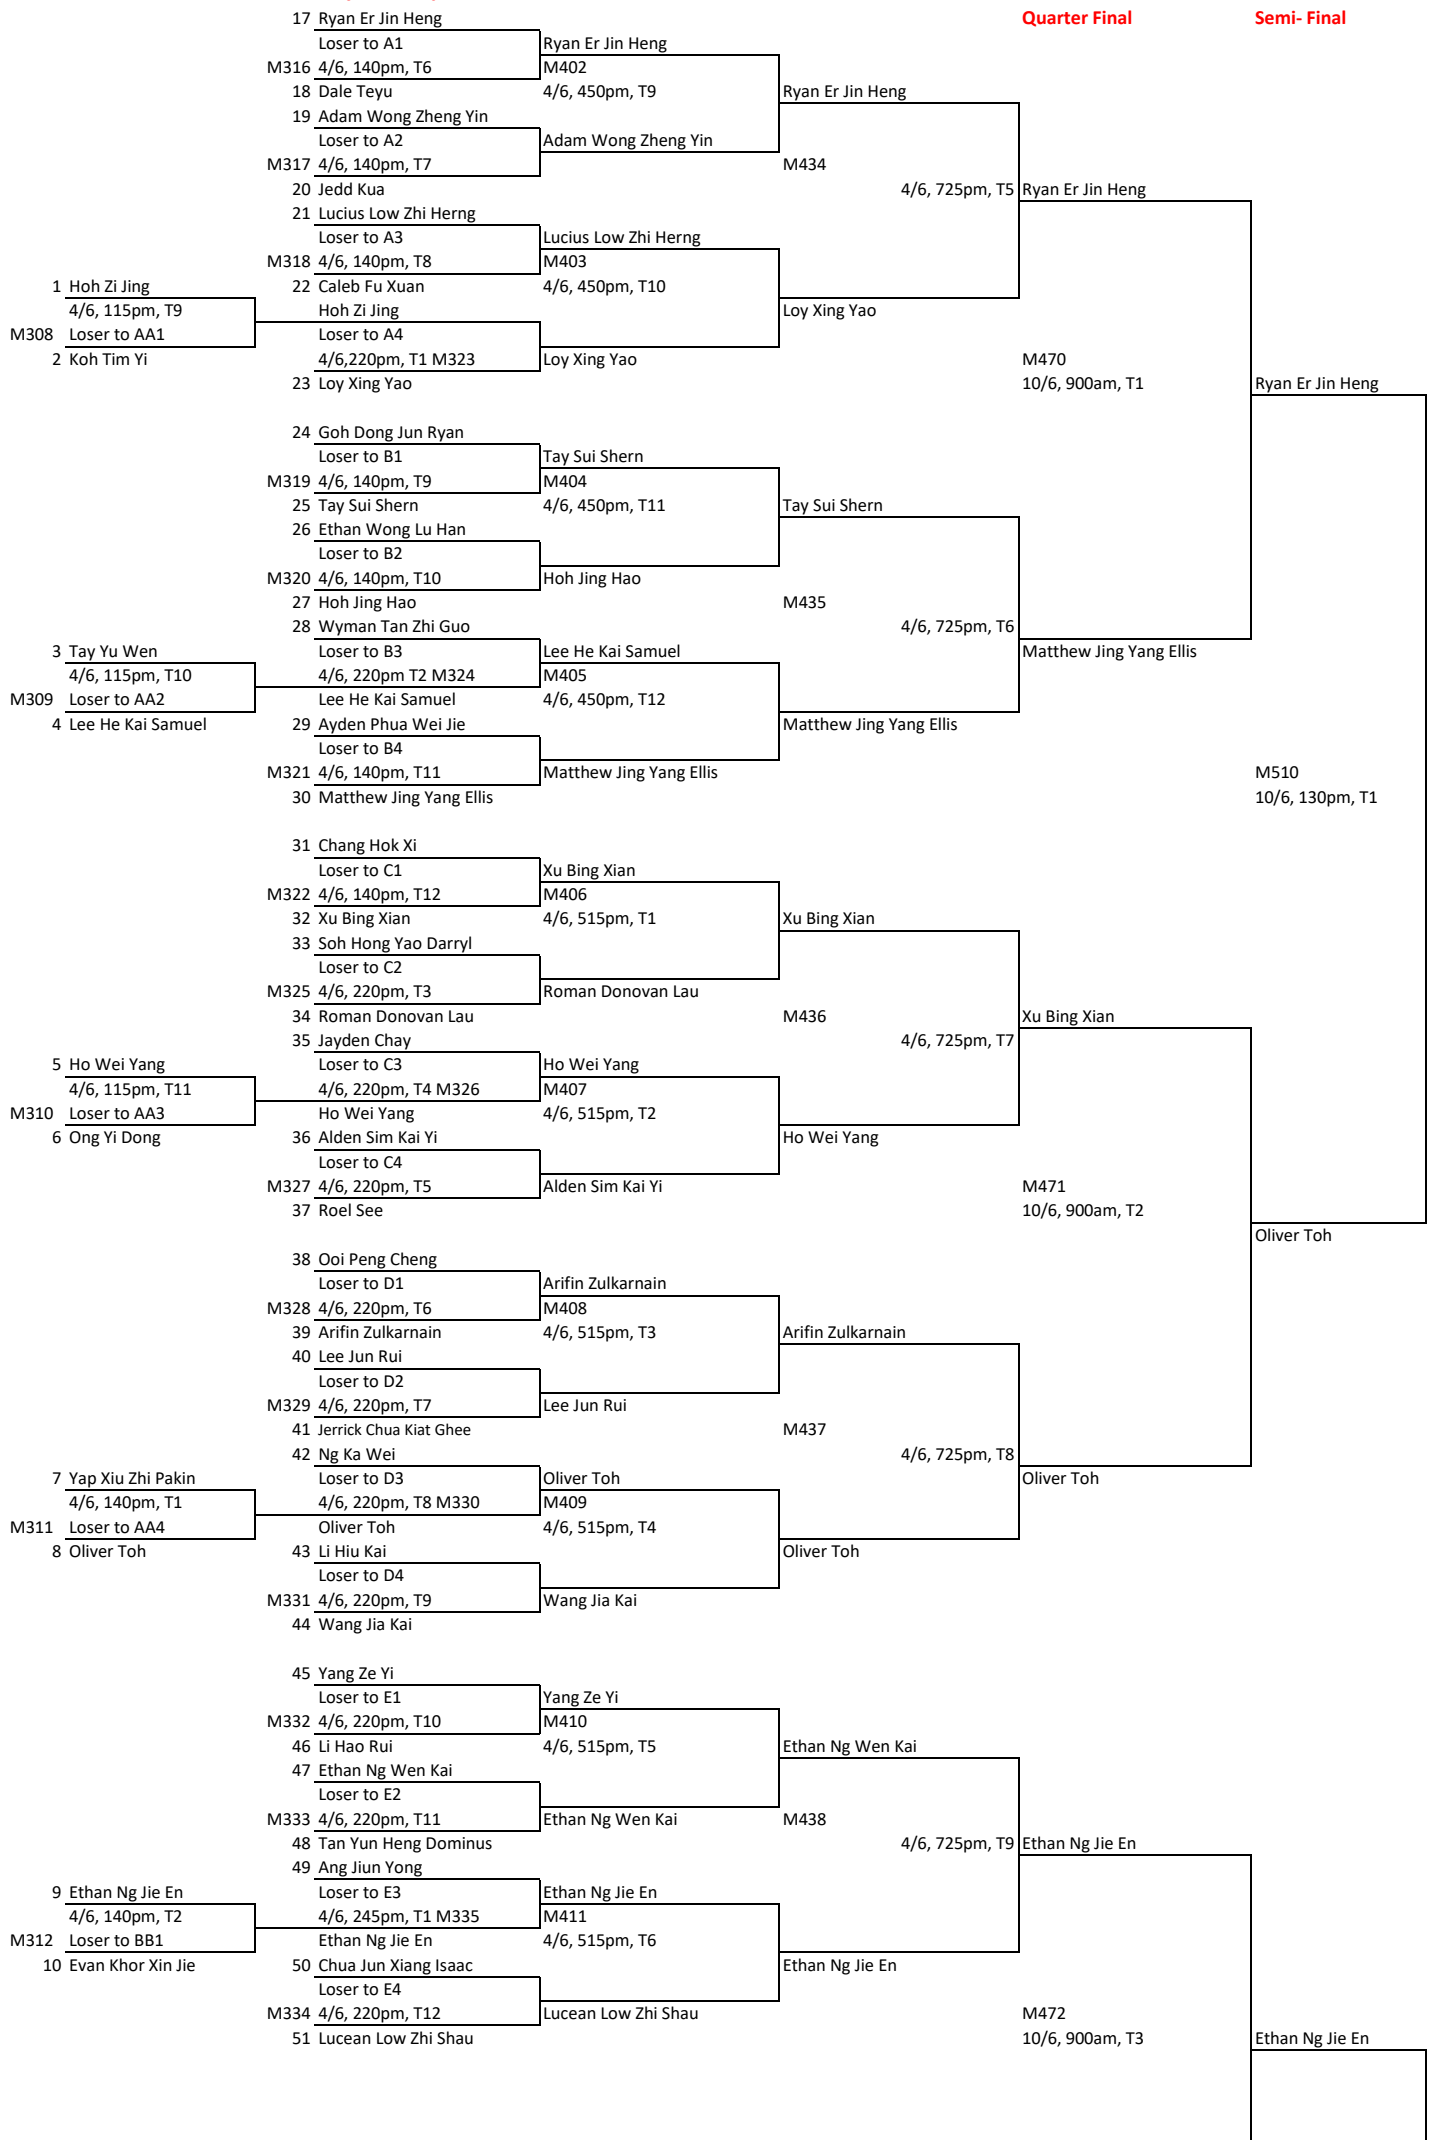 17 Ryan Er Jin Heng Quarter Final Semi- Final
Loser to A1 Ryan Er Jin Heng
M316 4/6, 140pm, T6 M402
18 Dale Teyu 4/6, 450pm, T9 Ryan Er Jin Heng
19 Adam Wong Zheng Yin
Loser to A2 Adam Wong Zheng Yin
M317 4/6, 140pm, T7 M434
20 Jedd Kua 4/6, 725pm, T5 Ryan Er Jin Heng
21 Lucius Low Zhi Herng
Loser to A3 Lucius Low Zhi Herng
M318 4/6, 140pm, T8 M403
1 Hoh Zi Jing 22 Caleb Fu Xuan 4/6, 450pm, T10
4/6, 115pm, T9 Hoh Zi Jing Loy Xing Yao
M308 Loser to AA1 Loser to A4
2 Koh Tim Yi 4/6,220pm, T1 M323 Loy Xing Yao M470
23 Loy Xing Yao 10/6, 900am, T1 Ryan Er Jin Heng
24 Goh Dong Jun Ryan
Loser to B1 Tay Sui Shern
M319 4/6, 140pm, T9 M404
25 Tay Sui Shern 4/6, 450pm, T11 Tay Sui Shern
26 Ethan Wong Lu Han
Loser to B2
M320 4/6, 140pm, T10 Hoh Jing Hao
27 Hoh Jing Hao M435
28 Wyman Tan Zhi Guo 4/6, 725pm, T6
3 Tay Yu Wen Loser to B3 Lee He Kai Samuel Matthew Jing Yang Ellis
4/6, 115pm, T10 4/6, 220pm T2 M324 M405
M309 Loser to AA2 Lee He Kai Samuel 4/6, 450pm, T12
4 Lee He Kai Samuel 29 Ayden Phua Wei Jie Matthew Jing Yang Ellis
Loser to B4
M321 4/6, 140pm, T11 Matthew Jing Yang Ellis M510
30 Matthew Jing Yang Ellis 10/6, 130pm, T1
31 Chang Hok Xi
Loser to C1 Xu Bing Xian
M322 4/6, 140pm, T12 M406
32 Xu Bing Xian 4/6, 515pm, T1 Xu Bing Xian
33 Soh Hong Yao Darryl
Loser to C2
M325 4/6, 220pm, T3 Roman Donovan Lau
34 Roman Donovan Lau M436 Xu Bing Xian
35 Jayden Chay 4/6, 725pm, T7
5 Ho Wei Yang Loser to C3 Ho Wei Yang
4/6, 115pm, T11 4/6, 220pm, T4 M326 M407
M310 Loser to AA3 Ho Wei Yang 4/6, 515pm, T2
6 Ong Yi Dong 36 Alden Sim Kai Yi Ho Wei Yang
Loser to C4
M327 4/6, 220pm, T5 Alden Sim Kai Yi M471
37 Roel See 10/6, 900am, T2
Oliver Toh
38 Ooi Peng Cheng
Loser to D1 Arifin Zulkarnain
M328 4/6, 220pm, T6 M408
39 Arifin Zulkarnain 4/6, 515pm, T3 Arifin Zulkarnain
40 Lee Jun Rui
Loser to D2
M329 4/6, 220pm, T7 Lee Jun Rui
41 Jerrick Chua Kiat Ghee M437
42 Ng Ka Wei 4/6, 725pm, T8
7 Yap Xiu Zhi Pakin Loser to D3 Oliver Toh Oliver Toh
4/6, 140pm, T1 4/6, 220pm, T8 M330 M409
M311 Loser to AA4 Oliver Toh 4/6, 515pm, T4
8 Oliver Toh 43 Li Hiu Kai Oliver Toh
Loser to D4
M331 4/6, 220pm, T9 Wang Jia Kai
44 Wang Jia Kai
45 Yang Ze Yi
Loser to E1 Yang Ze Yi
M332 4/6, 220pm, T10 M410
46 Li Hao Rui 4/6, 515pm, T5 Ethan Ng Wen Kai
47 Ethan Ng Wen Kai
Loser to E2
M333 4/6, 220pm, T11 Ethan Ng Wen Kai M438
48 Tan Yun Heng Dominus 4/6, 725pm, T9 Ethan Ng Jie En
49 Ang Jiun Yong
9 Ethan Ng Jie En Loser to E3 Ethan Ng Jie En
4/6, 140pm, T2 4/6, 245pm, T1 M335 M411
M312 Loser to BB1 Ethan Ng Jie En 4/6, 515pm, T6
10 Evan Khor Xin Jie 50 Chua Jun Xiang Isaac Ethan Ng Jie En
Loser to E4
M334 4/6, 220pm, T12 Lucean Low Zhi Shau M472
51 Lucean Low Zhi Shau 10/6, 900am, T3 Ethan Ng Jie En